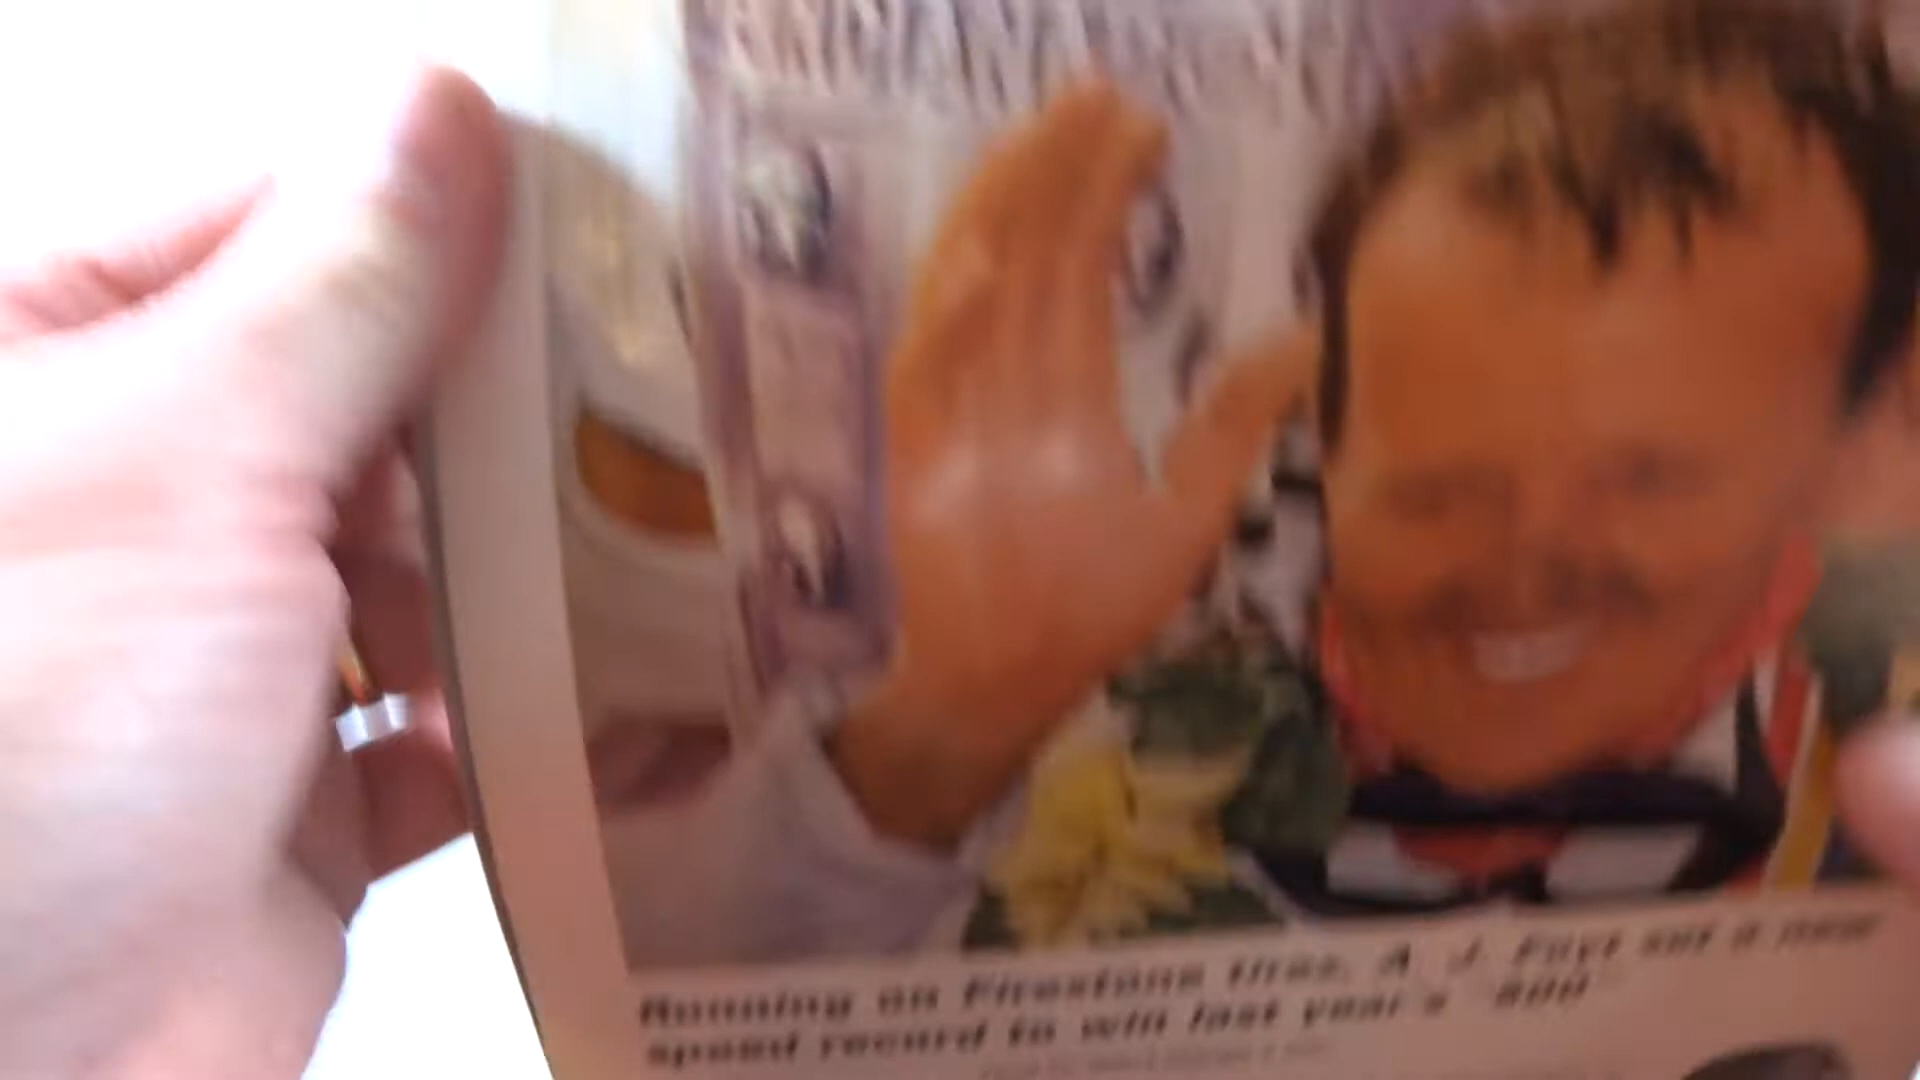 Running on Firestone tires, A. J. Foyt set a new
speed record to win last year's "500"